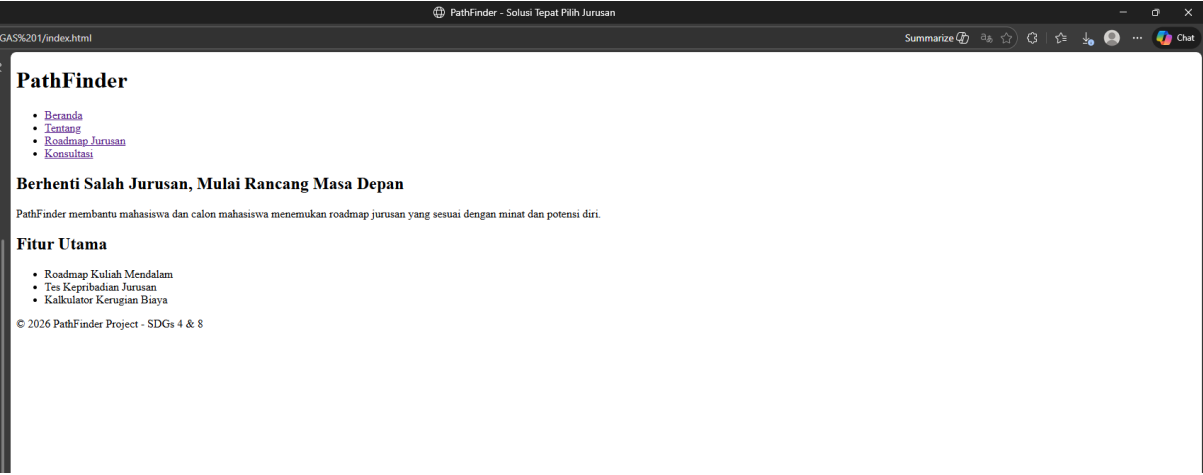 PathFinder - Solusi Tepat Pilih Jurusan
GAS%201/index.html
Summarize
Chat
PathFinder
Beranda
Tentang
Roadmap Jurusan
Konsultasi
Berhenti Salah Jurusan, Mulai Rancang Masa Depan
PathFinder membantu mahasiswa dan calon mahasiswa menemukan roadmap jurusan yang sesuai dengan minat dan potensi diri.
Fitur Utama
Roadmap Kuliah Mendalam
Tes Kepribadian Jurusan
Kalkulator Kerugian Biaya
© 2026 PathFinder Project - SDGs 4 & 8